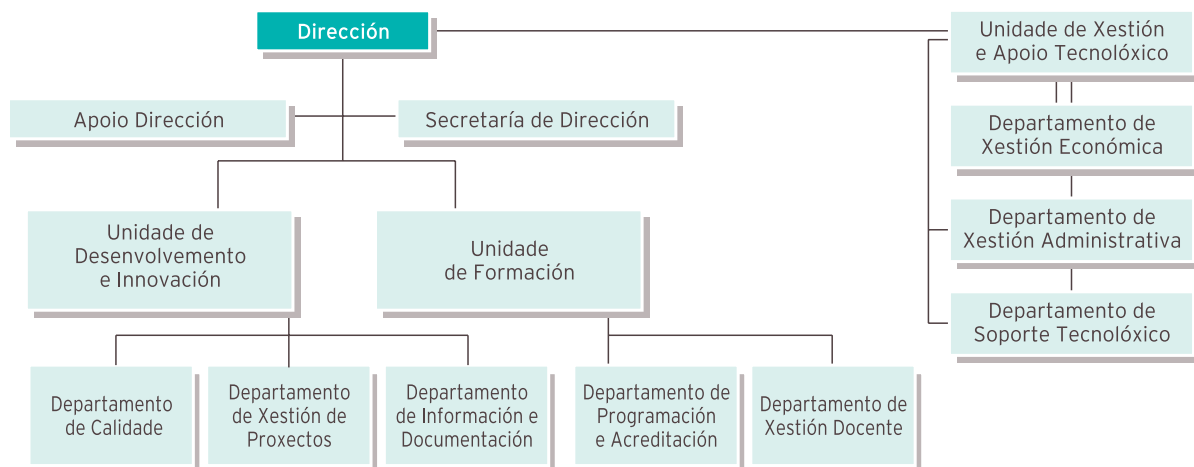 Dirección
Unidade de Xestión
e Apoio Tecnolóxico
Apoio Dirección
Secretaría de Dirección
Departamento de
Xestión Económica
Unidade de
Desenvolvemento
e Innovación
Unidade
de Formación
Departamento de
Xestión Administrativa
Departamento de
Soporte Tecnolóxico
Departamento
de Calidade
Departamento
de Xestión de
Proxectos
Departamento
de Información e
Documentación
Departamento de
Programación
e Acreditación
Departamento de
Xestión Docente